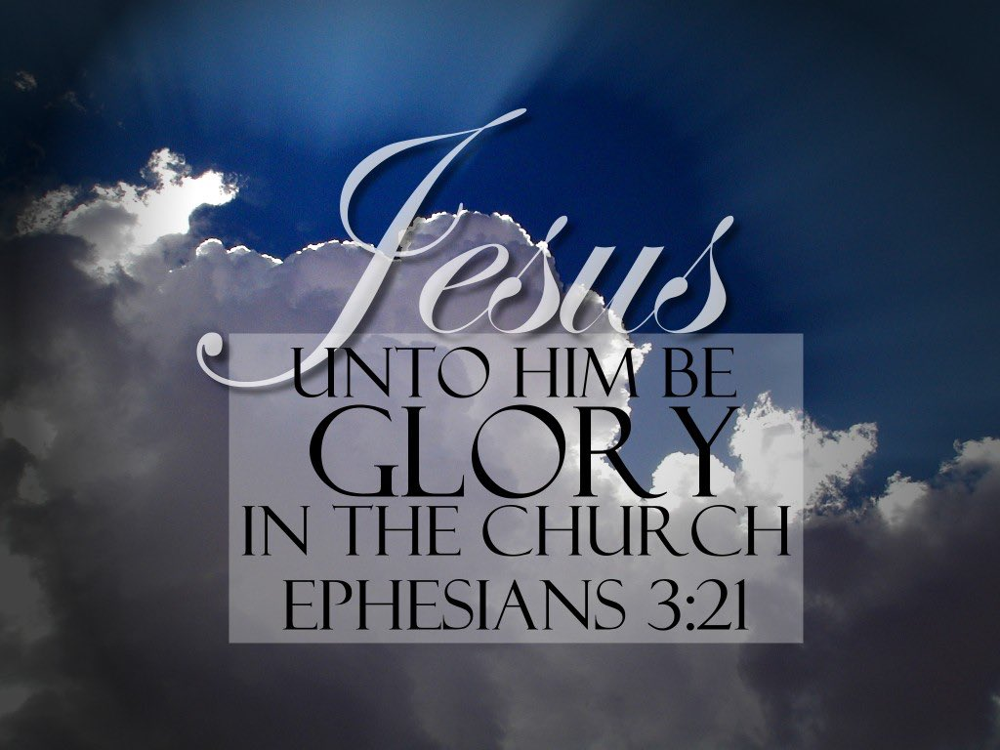 Jesus
UNTO HIM BE
GLORY
IN THE CHURCH
EPHESIANS 3:21